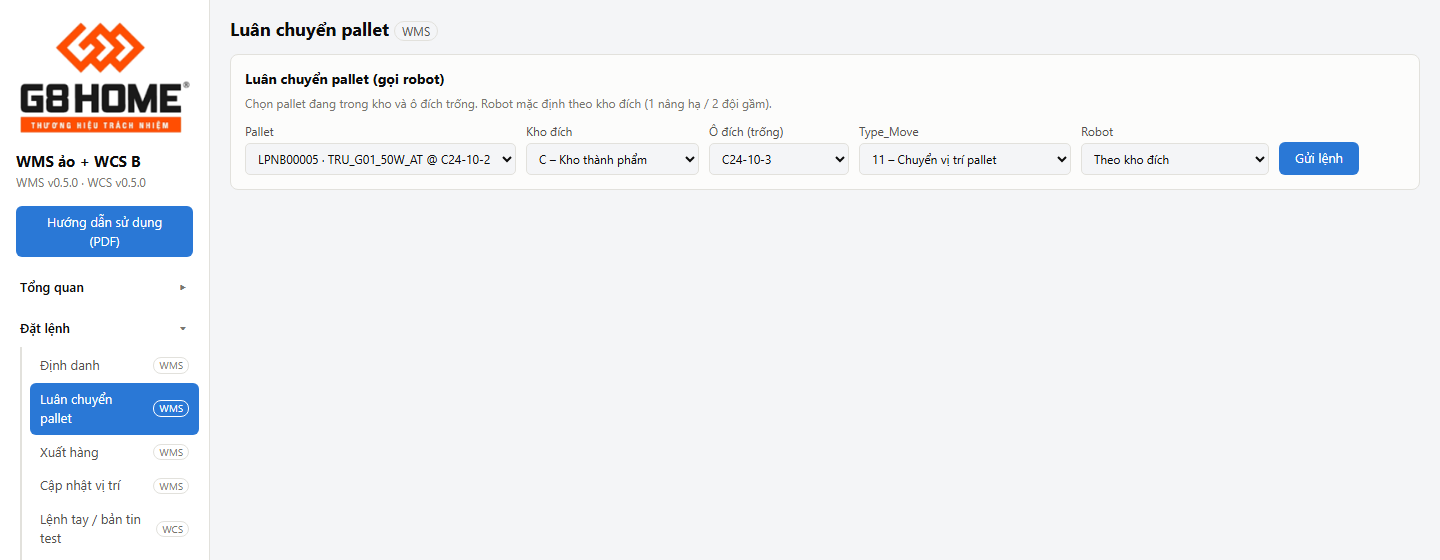 G8 HOME®
THƯƠNG HIỆU TRÁCH NHIỆM
WMS ảo + WCS B
WMS v0.5.0 · WCS v0.5.0
Hướng dẫn sử dụng
(PDF)
Tổng quan ▸
Đặt lệnh ▾
Định danh WMS
Luân chuyển
pallet WMS
Xuất hàng WMS
Cập nhật vị trí WMS
Lệnh tay / bản tin
test WCS
Luân chuyển pallet WMS
Luân chuyển pallet (gọi robot)
Chọn pallet đang trong kho và ô đích trống. Robot mặc định theo kho đích (1 nâng hạ / 2 đội gầm).
Pallet Kho đích Ô đích (trống) Type_Move Robot
LPNB00005 · TRU_G01_50W_AT @ C24-10-2 C – Kho thành phẩm C24-10-3 11 – Chuyển vị trí pallet Theo kho đích Gửi lệnh